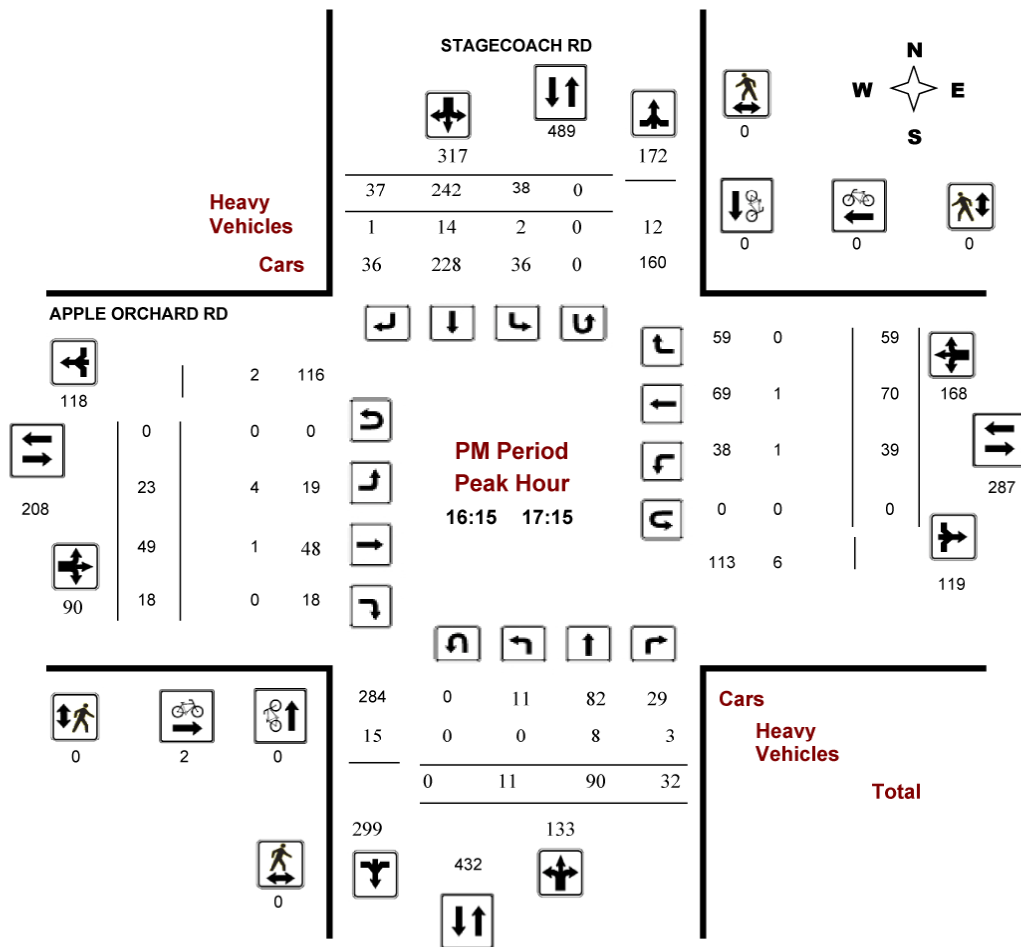 STAGECOACH RD
N
W E
S
489
0
317 172
37 242 38 0
Heavy
Vehicles
1 14 2 0 12
0 0 0
Cars
36 228 36 0 160
APPLE ORCHARD RD
59 0 59
118
2 116
69 1 70
168
0 0 0
38 1 39
PM Period
Peak Hour
287
208
23 4 19
16:15 17:15
0 0 0
49 1 48
113 6
119
90
18 0 18
284 0 11 82 29
Cars
15 0 0 8 3
Heavy
Vehicles
0 2 0
0 11 90 32
Total
299 133
432
0